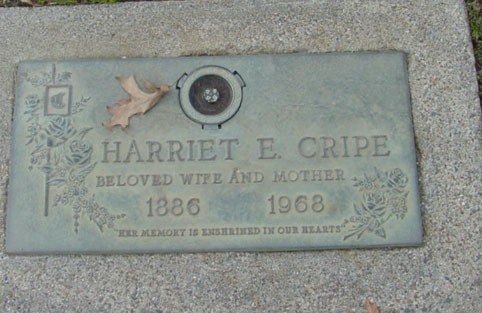 HARRIET E. CRIPE
BELOVED WIFE AND MOTHER
1886 1968
"HER MEMORY IS ENSHRINED IN OUR HEARTS"